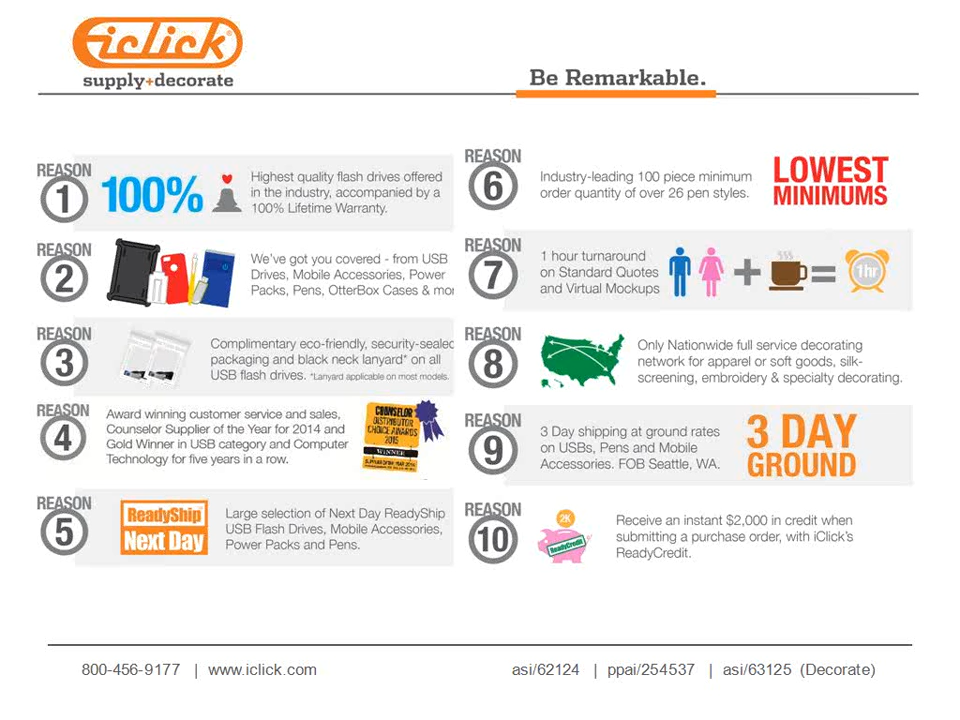 iclick®
supply+decorate
Be Remarkable.
REASON
1
100%
Highest quality flash drives offered
in the industry, accompanied by a
100% Lifetime Warranty.
REASON
2
We've got you covered - from USB
Drives, Mobile Accessories, Power
Packs, Pens, OtterBox Cases & mor
REASON
3
Complimentary eco-friendly, security-sealed
packaging and black neck lanyard* on all
USB flash drives. *Lanyard applicable on most models.
REASON
4
Award winning customer service and sales,
Counselor Supplier of the Year for 2014 and
Gold Winner in USB category and Computer
Technology for five years in a row.
COUNSELOR
DISTRIBUTOR
CHOICE AWARDS
2015
WINNER
SUPPLIER OF THE YEAR 2014
REASON
5
ReadyShip
Next Day
Large selection of Next Day ReadyShip
USB Flash Drives, Mobile Accessories,
Power Packs and Pens.
REASON
6
Industry-leading 100 piece minimum
order quantity of over 26 pen styles.
LOWEST
MINIMUMS
REASON
7
1 hour turnaround
on Standard Quotes
and Virtual Mockups
+
=
1hr
REASON
8
Only Nationwide full service decorating
network for apparel or soft goods, silk-
screening, embroidery & specialty decorating.
REASON
9
3 Day shipping at ground rates
on USBs, Pens and Mobile
Accessories. FOB Seattle, WA.
3 DAY
GROUND
REASON
10
2K
ReadyCredit
Receive an instant $2,000 in credit when
submitting a purchase order, with iClick's
ReadyCredit.
800-456-9177 | www.iclick.com
asi/62124 | ppai/254537 | asi/63125 (Decorate)